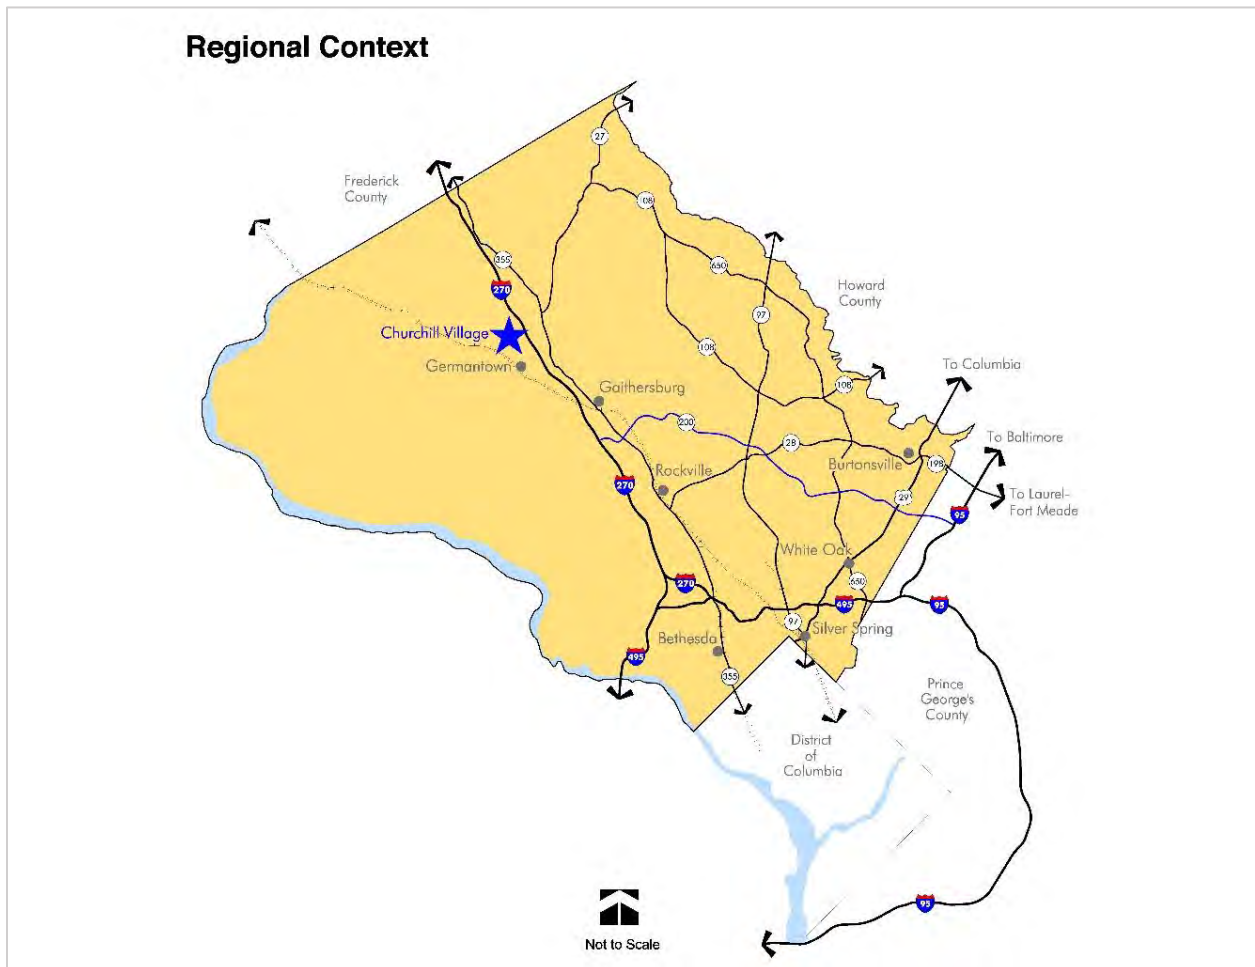 Regional Context
27
Frederick
County
108
355
650
270
Howard
County
97
Churchill Village
108
Germantown
108
To Columbia
Gaithersburg
200
28
To Baltimore
Burtonsville
198
Rockville
270
29
To Laurel-
Fort Meade
95
White Oak
270
650
495
95
97
Silver Spring
Bethesda
495
355
Prince
George's
County
District
of
Columbia
95
Not to Scale